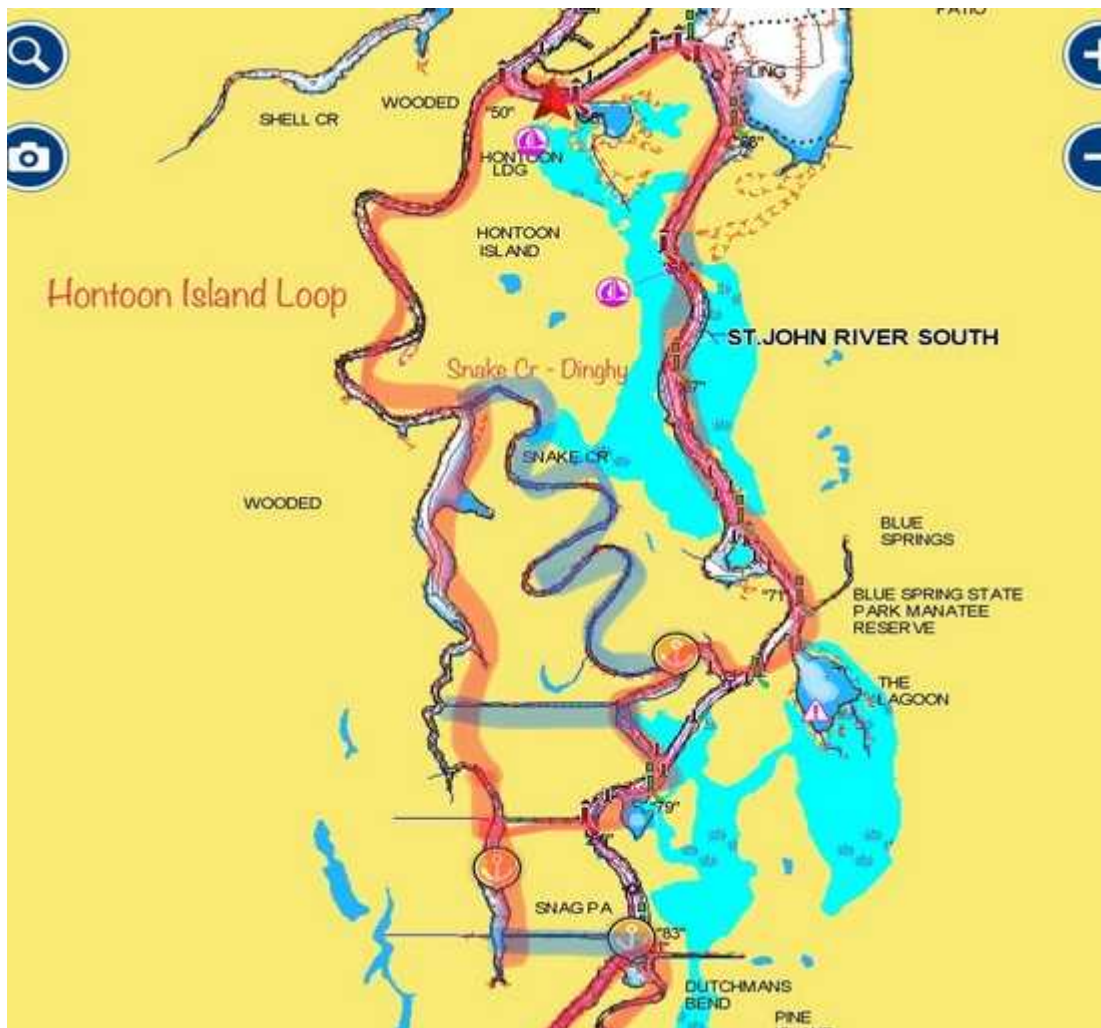 PATIO
PILING
WOODED
"50"
SHELL CR
HONTOON
LDG
HONTOON
ISLAND
Hontoon Island Loop
ST.JOHN RIVER SOUTH
Snake Cr - Dinghy
SNAKE CR
WOODED
BLUE
SPRINGS
"71"
BLUE SPRING STATE
PARK MANATEE
RESERVE
THE
LAGOON
"79"
SNAG PA
"83"
DUTCHMANS
BEND
PINE